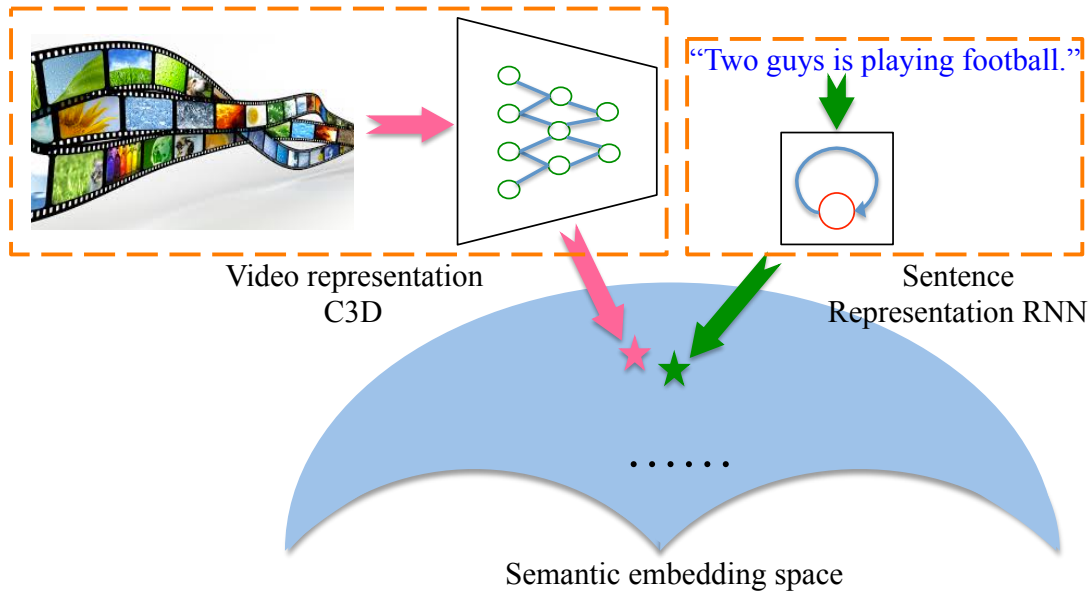 “Two guys is playing football.”
Video representation
C3D
Sentence
Representation RNN
......
Semantic embedding space